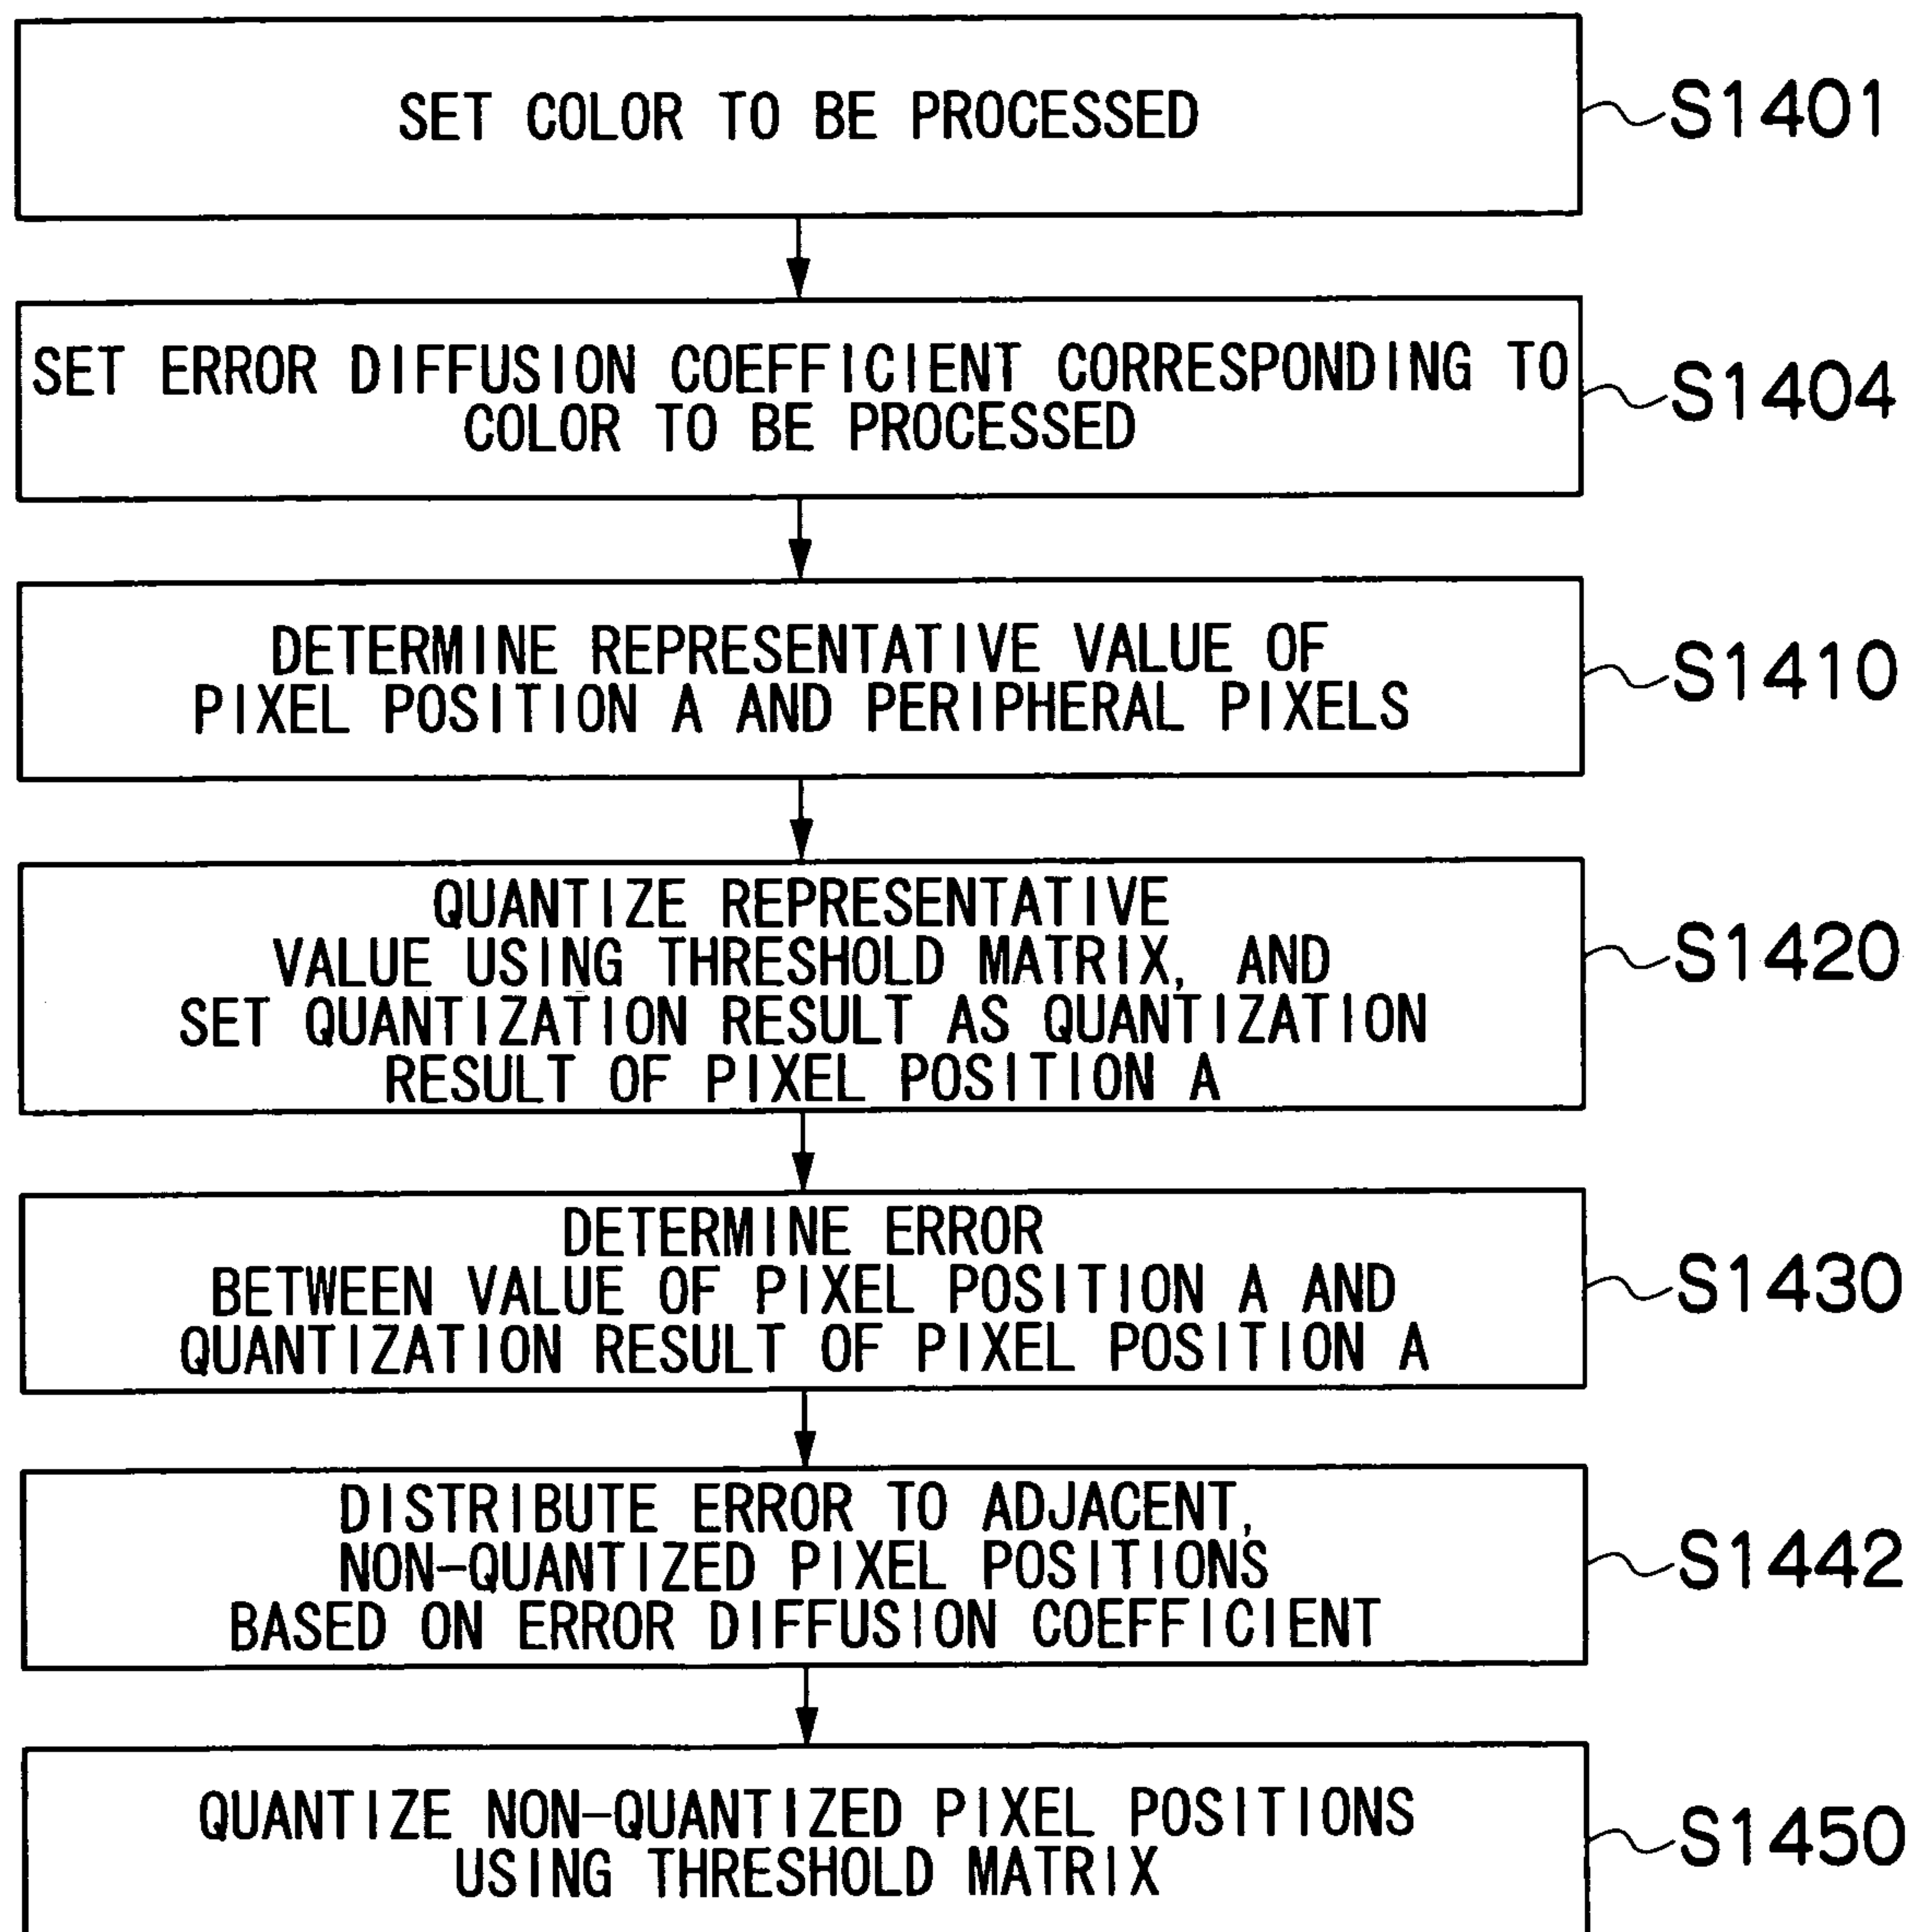 SET COLOR TO BE PROCESSED
S1401
SET ERROR DIFFUSION COEFFICIENT CORRESPONDING TO
COLOR TO BE PROCESSED
S1404
DETERMINE REPRESENTATIVE VALUE OF
PIXEL POSITION A AND PERIPHERAL PIXELS
S1410
QUANTIZE REPRESENTATIVE
VALUE USING THRESHOLD MATRIX, AND
SET QUANTIZATION RESULT AS QUANTIZATION
RESULT OF PIXEL POSITION A
S1420
DETERMINE ERROR
BETWEEN VALUE OF PIXEL POSITION A AND
QUANTIZATION RESULT OF PIXEL POSITION A
S1430
DISTRIBUTE ERROR TO ADJACENT,
NON-QUANTIZED PIXEL POSITIONS
BASED ON ERROR DIFFUSION COEFFICIENT
S1442
QUANTIZE NON-QUANTIZED PIXEL POSITIONS
USING THRESHOLD MATRIX
S1450